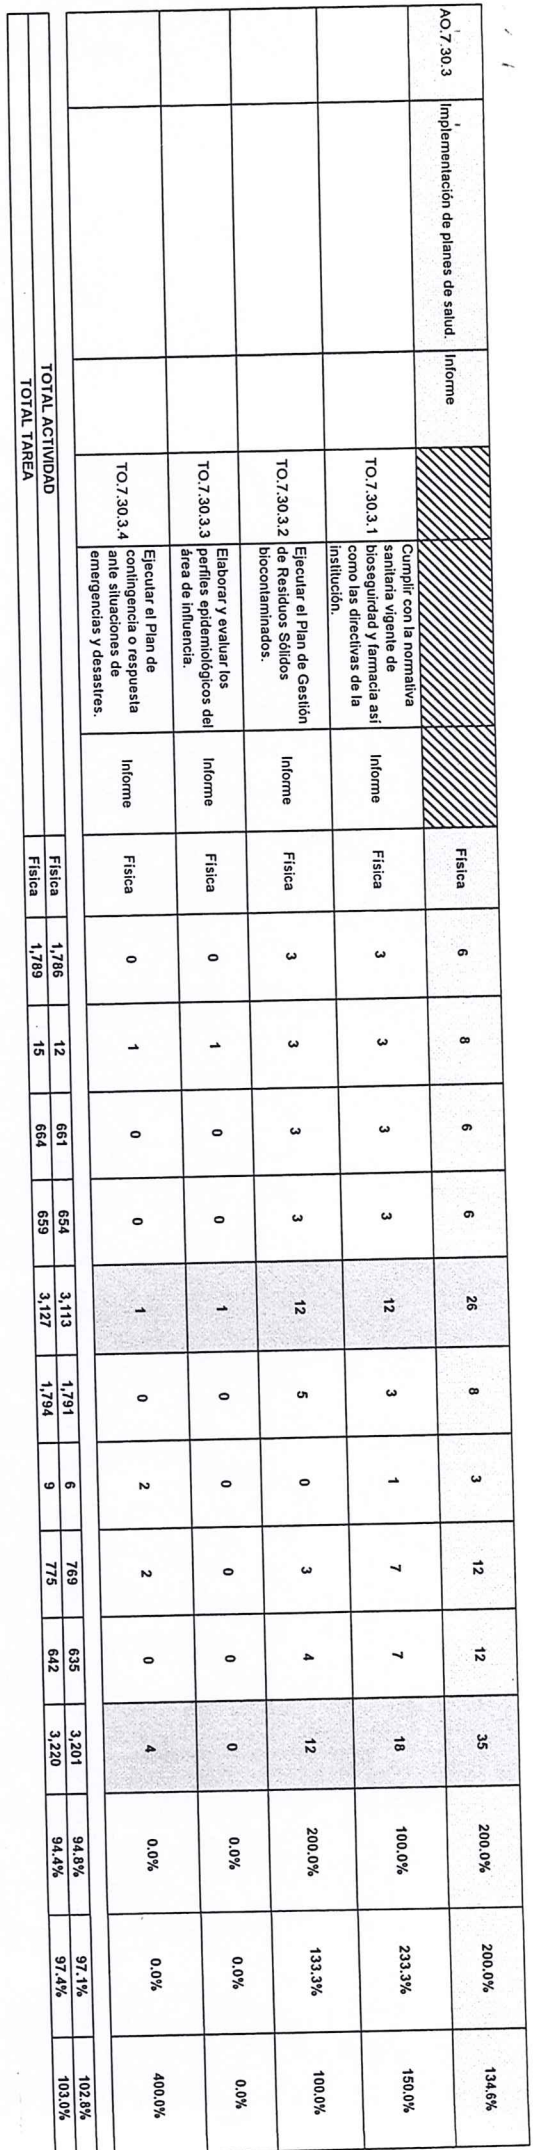 AO.7.30.3 Implementación de planes de salud. Informe Física 6 8 6 6 26 8 3 12 12 35 200.0% 200.0% 134.6%
TO.7.30.3.1 Cumplir con la normativa
sanitaria vigente de
bioseguirdad y farmacia así
como las directivas de la
institución.
Informe Física 3 3 3 3 12 3 1 7 7 18 100.0% 233.3% 150.0%
TO.7.30.3.2 Ejecutar el Plan de Gestión
de Residuos Sólidos
biocontaminados.
Informe Física 3 3 3 3 12 5 0 3 4 12 200.0% 133.3% 100.0%
TO.7.30.3.3 Elaborar y evaluar los
perfiles epidemiológicos del
área de influencia.
Informe Física 0 1 0 0 1 0 0 0 0 0 0.0% 0.0% 0.0%
TO.7.30.3.4 Ejecutar el Plan de
contingencia o respuesta
ante situaciones de
emergencias y desastres.
Informe Física 0 1 0 0 1 0 2 2 0 4 0.0% 0.0% 400.0%
TOTAL ACTIVIDAD Física 1,786 12 661 654 3,113 1,791 6 769 635 3,201 94.8% 97.1% 102.8%
TOTAL TAREA Física 1,789 15 664 659 3,127 1,794 9 775 642 3,220 94.4% 97.4% 103.0%